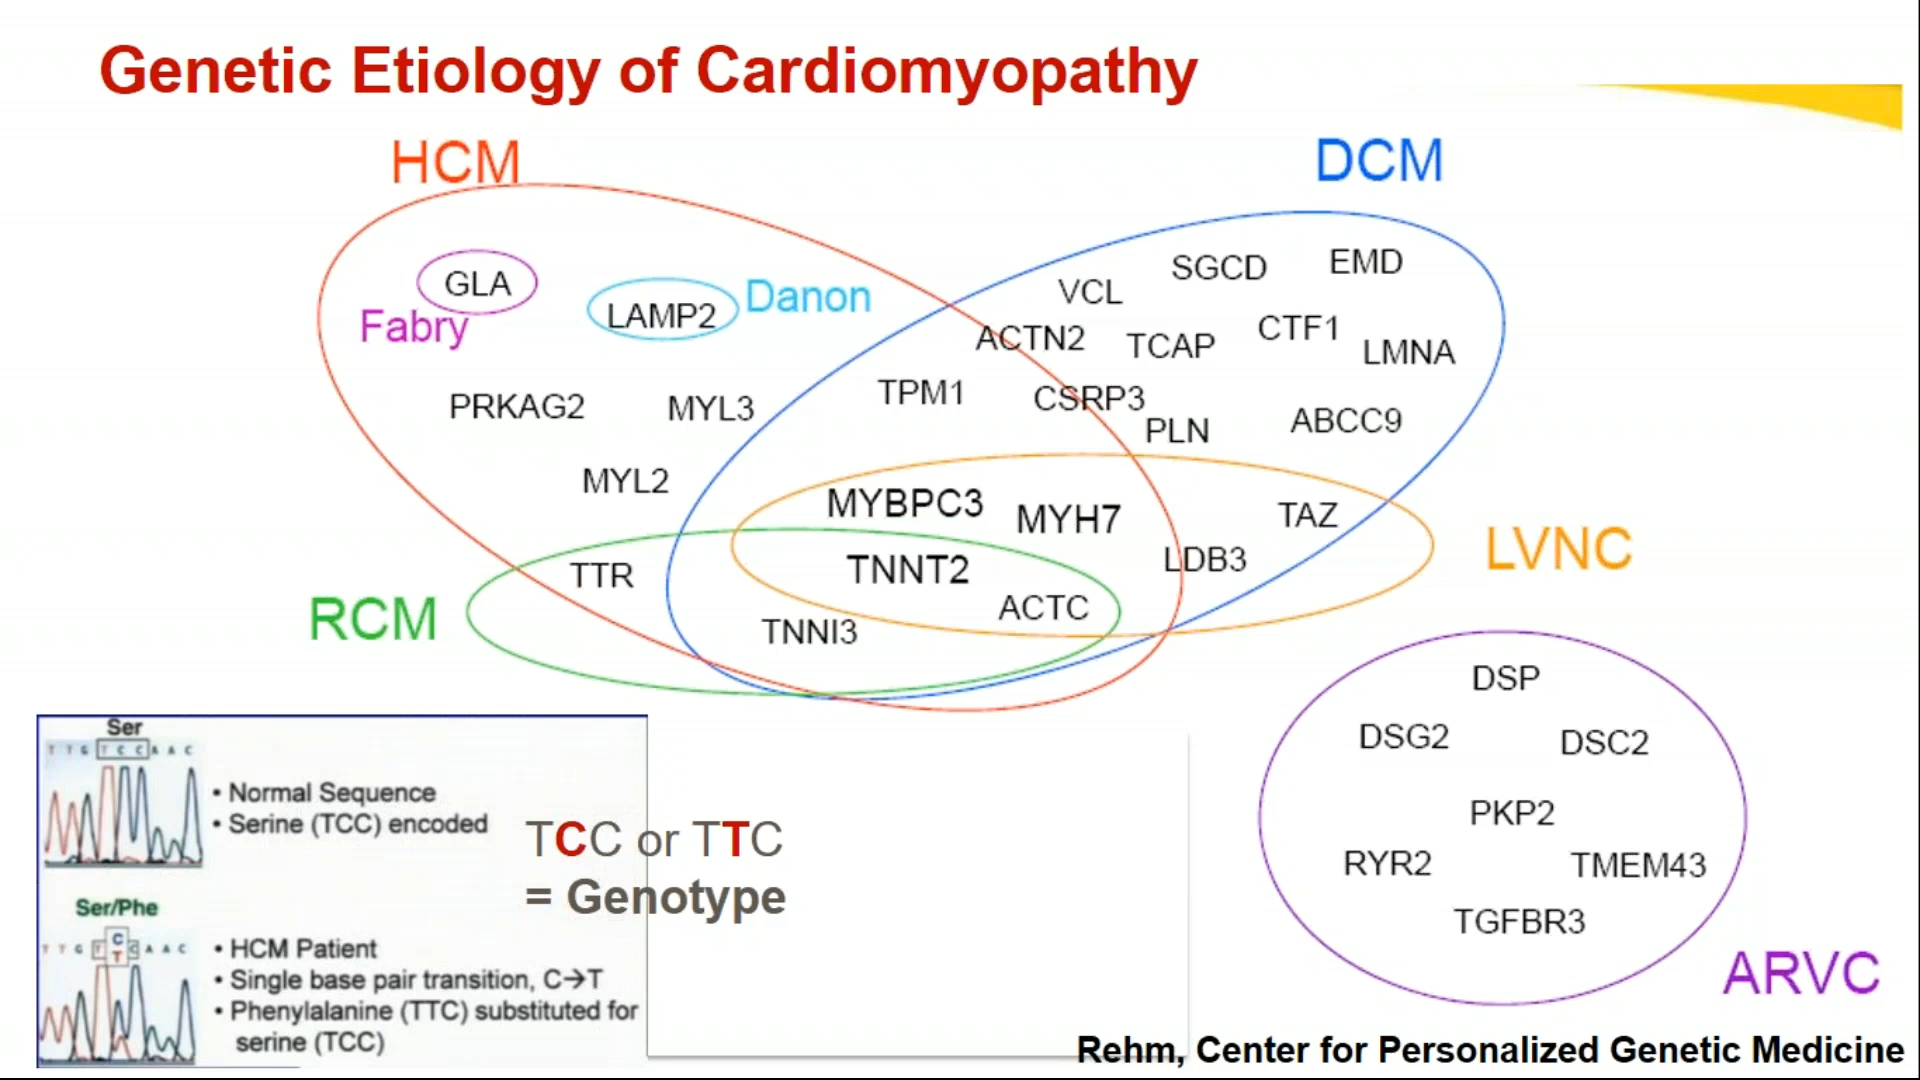 Genetic Etiology of Cardiomyopathy
HCM
DCM
GLA
Fabry
LAMP2
Danon
PRKAG2
MYL3
MYL2
TPM1
ACTN2
CSRP3
VCL
SGCD
EMD
TCAP
CTF1
LMNA
PLN
ABCC9
MYBPC3
MYH7
TAZ
LDB3
LVNC
TTR
TNNT2
ACTC
TNNI3
RCM
DSP
DSG2
DSC2
PKP2
RYR2
TMEM43
TGFBR3
ARVC
Ser
T T G T C C A A C
• Normal Sequence
• Serine (TCC) encoded
TCC or TTC
= Genotype
Ser/Phe
C
T T G T C A A C
T
• HCM Patient
• Single base pair transition, C→T
• Phenylalanine (TTC) substituted for
serine (TCC)
Rehm, Center for Personalized Genetic Medicine